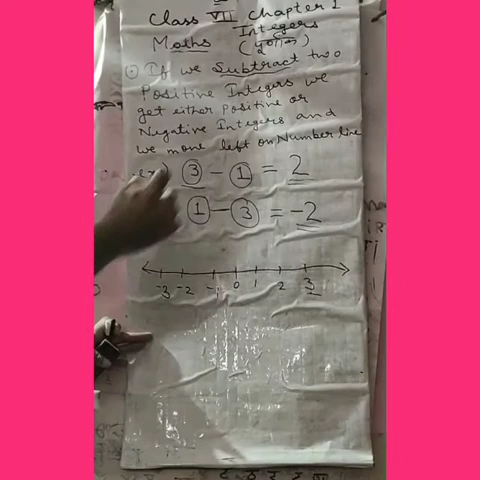 Class VII Chapter 1
Integers
Maths
If we Subtract two
Positive Integers we
get either Positive or
Negative Integers and
we move left on Number line
ex)
3 - 1 = 2
1 - 3 = -2
-3 -2 -1 0 1 2 3